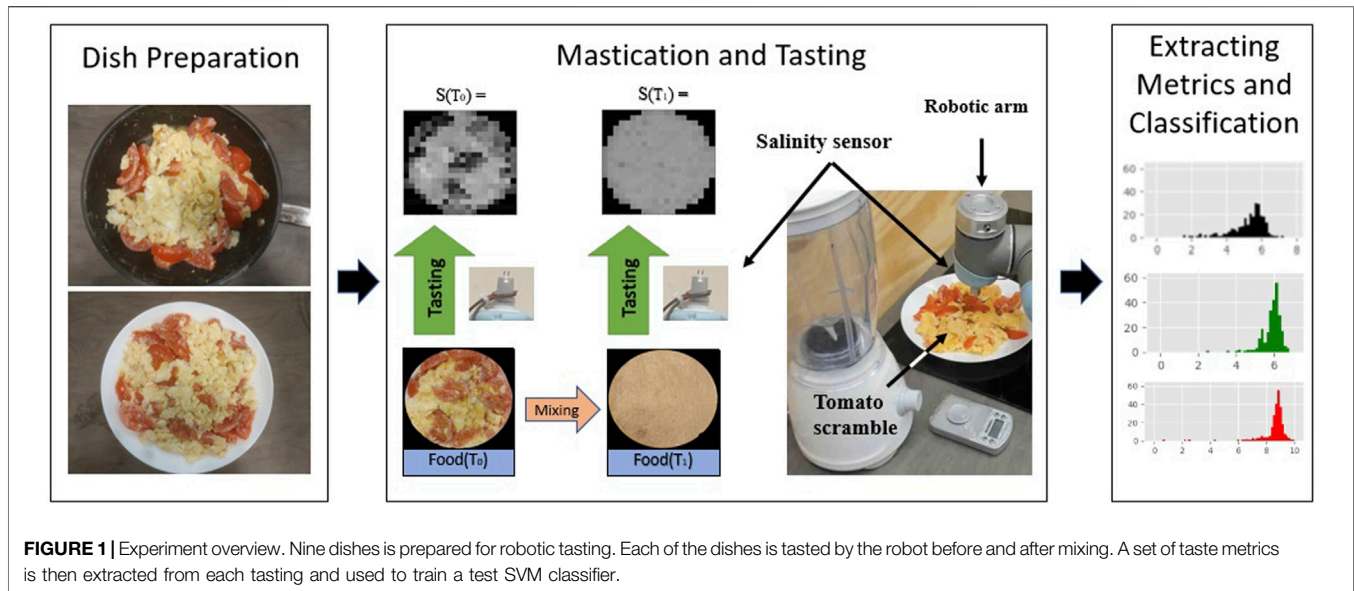 Dish Preparation
Mastication and Tasting
S(T₀) =
S(T₁) =
Robotic arm
Salinity sensor
Tasting
Tasting
Mixing
Food(T₀)
Food(T₁)
Tomato
scramble
Extracting
Metrics and
Classification
60
40
20
0
0
2
4
6
8
60
40
20
0
0
2
4
6
60
40
20
0
0
2
4
6
8
10
FIGURE 1 | Experiment overview. Nine dishes is prepared for robotic tasting. Each of the dishes is tasted by the robot before and after mixing. A set of taste metrics
is then extracted from each tasting and used to train a test SVM classifier.